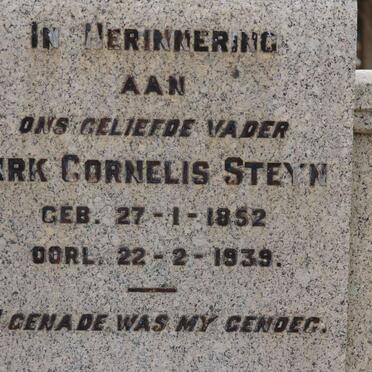 IN HERINNERING
AAN
ONS GELIEFDE VADER
RK CORNELIS STEYN
GEB. 27-1-1852
OORL. 22-2-1939.
GENADE WAS MY GENOEG.